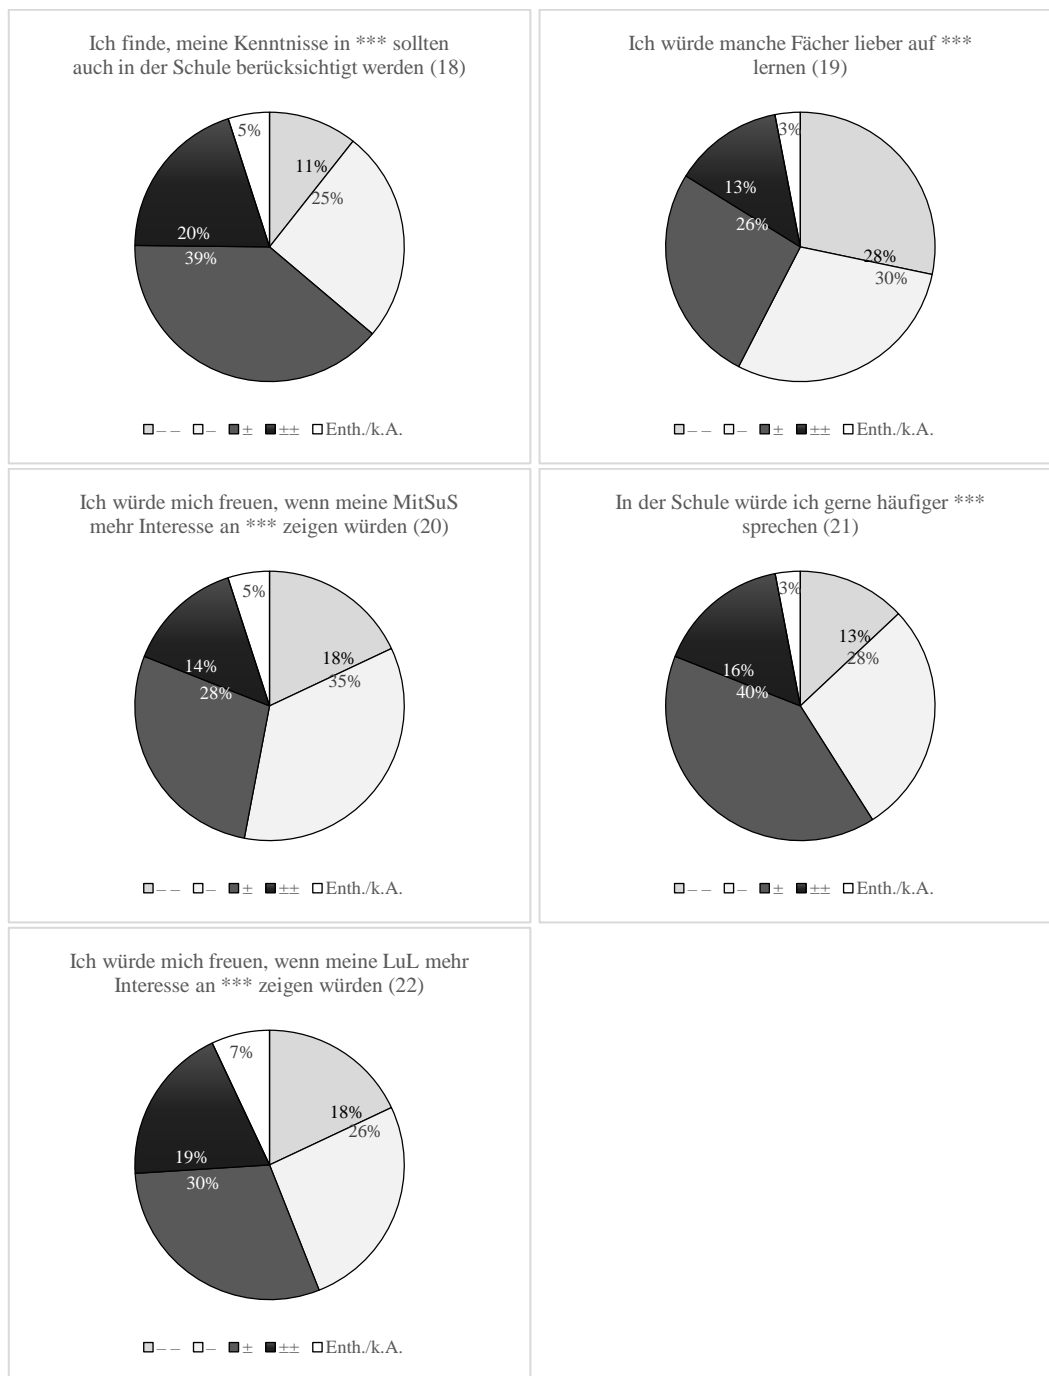 Ich finde, meine Kenntnisse in *** sollten
auch in der Schule berücksichtigt werden (18)
5%
11%
25%
20%
39%
– – – ± ±± Enth./k.A.
Ich würde manche Fächer lieber auf ***
lernen (19)
3%
13%
26%
28%
30%
– – – ± ±± Enth./k.A.
Ich würde mich freuen, wenn meine MitSuS
mehr Interesse an *** zeigen würden (20)
5%
18%
35%
14%
28%
– – – ± ±± Enth./k.A.
In der Schule würde ich gerne häufiger ***
sprechen (21)
3%
13%
28%
16%
40%
– – – ± ±± Enth./k.A.
Ich würde mich freuen, wenn meine LuL mehr
Interesse an *** zeigen würden (22)
7%
18%
26%
19%
30%
– – – ± ±± Enth./k.A.